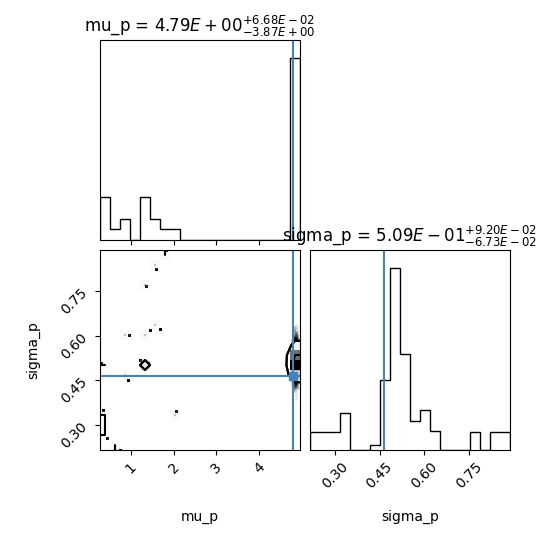 mu_p = 4.79E + 00+6.68E − 02 −3.87E + 00
sigma_p = 5.09E − 01+9.20E − 02 −6.73E − 02
sigma_p
0.75
0.60
0.45
0.30
1 2 3 4
0.30 0.45 0.60 0.75
mu_p
sigma_p